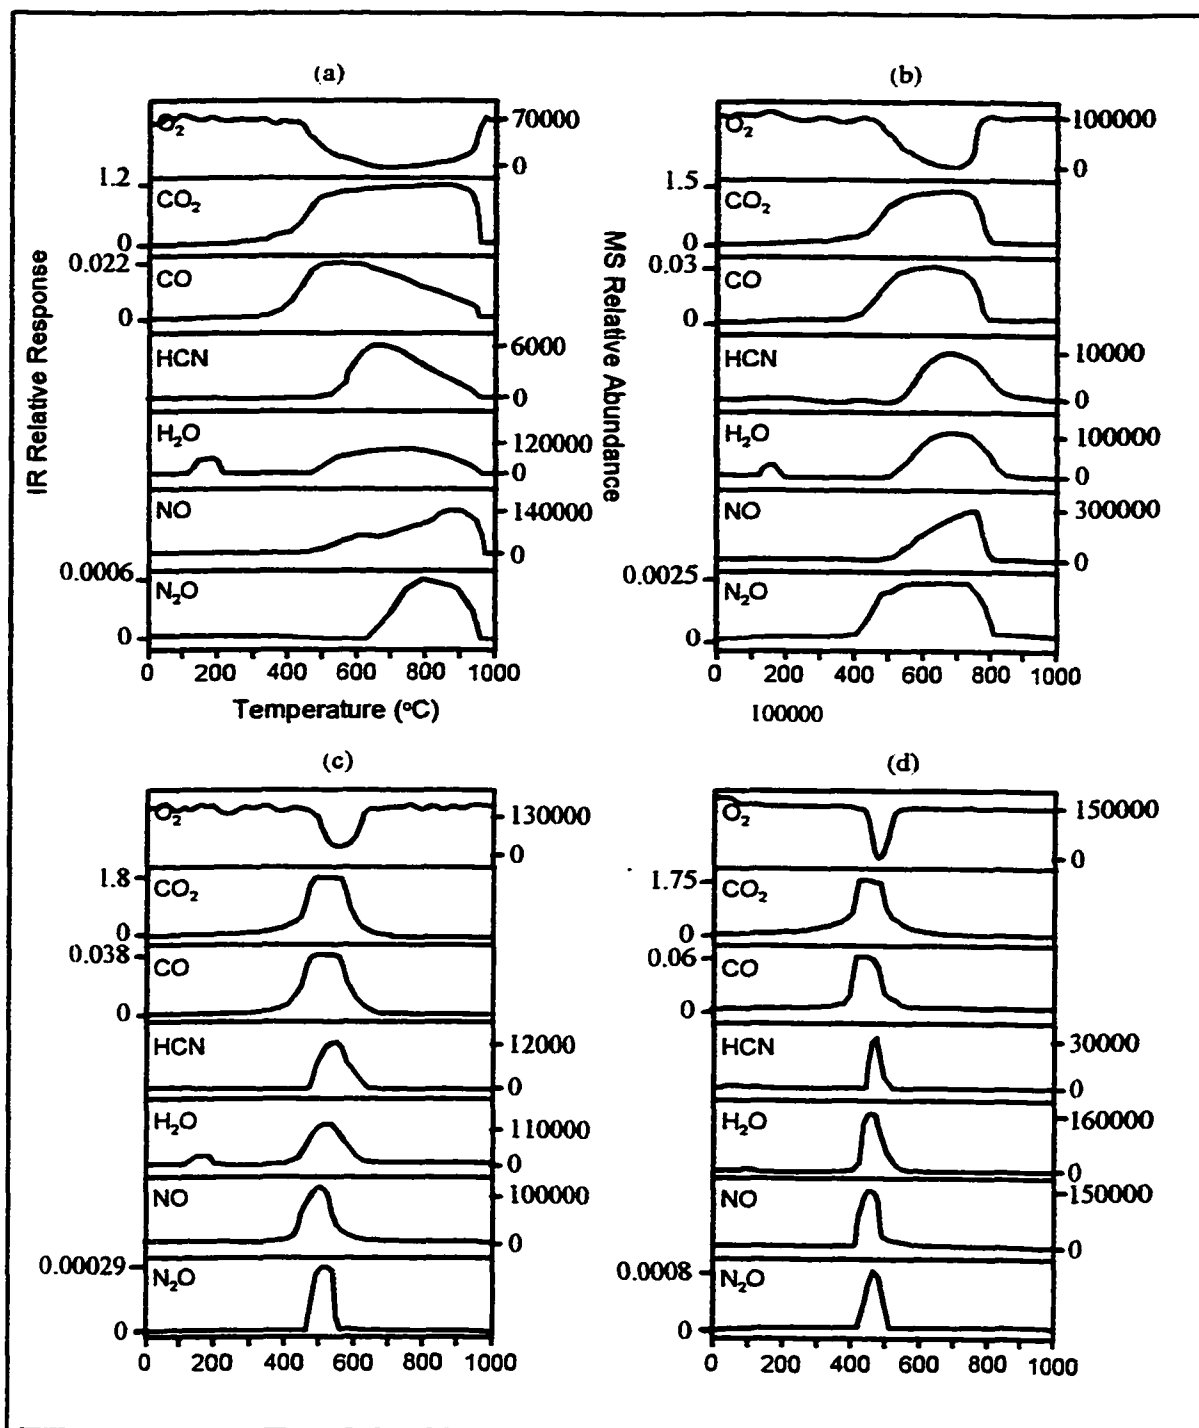 (a)
O₂
70000
0
1.2
CO₂
0
0.022
CO
0
HCN
6000
0
H₂O
120000
0
NO
140000
0
0.0006
N₂O
0
0 200 400 600 800 1000
Temperature (°C)
IR Relative Response
MS Relative Abundance
(b)
O₂
100000
0
1.5
CO₂
0
0.03
CO
0
HCN
10000
0
H₂O
100000
0
NO
300000
0
0.0025
N₂O
0
0 200 400 600 800 1000
100000
(c)
O₂
130000
0
1.8
CO₂
0
0.038
CO
0
HCN
12000
0
H₂O
110000
0
NO
100000
0
0.00029
N₂O
0
0 200 400 600 800 1000
(d)
O₂
150000
0
1.75
CO₂
0
0.06
CO
0
HCN
30000
0
H₂O
160000
0
NO
150000
0
0.0008
N₂O
0
0 200 400 600 800 1000